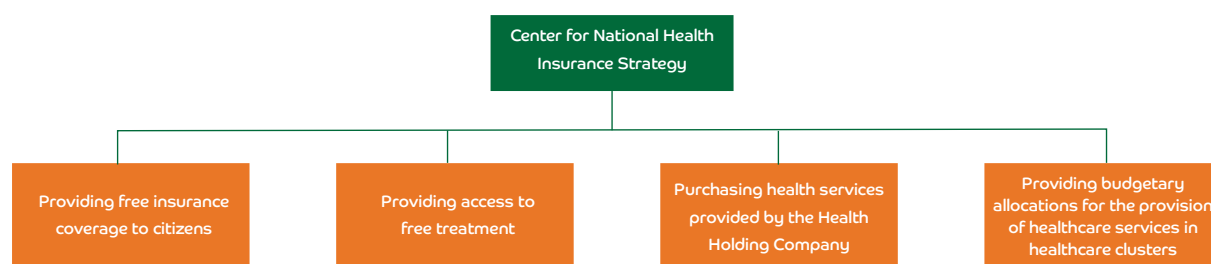 Center for National Health
Insurance Strategy
Providing free insurance
coverage to citizens
Providing access to
free treatment
Purchasing health services
provided by the Health
Holding Company
Providing budgetary
allocations for the provision
of healthcare services in
healthcare clusters